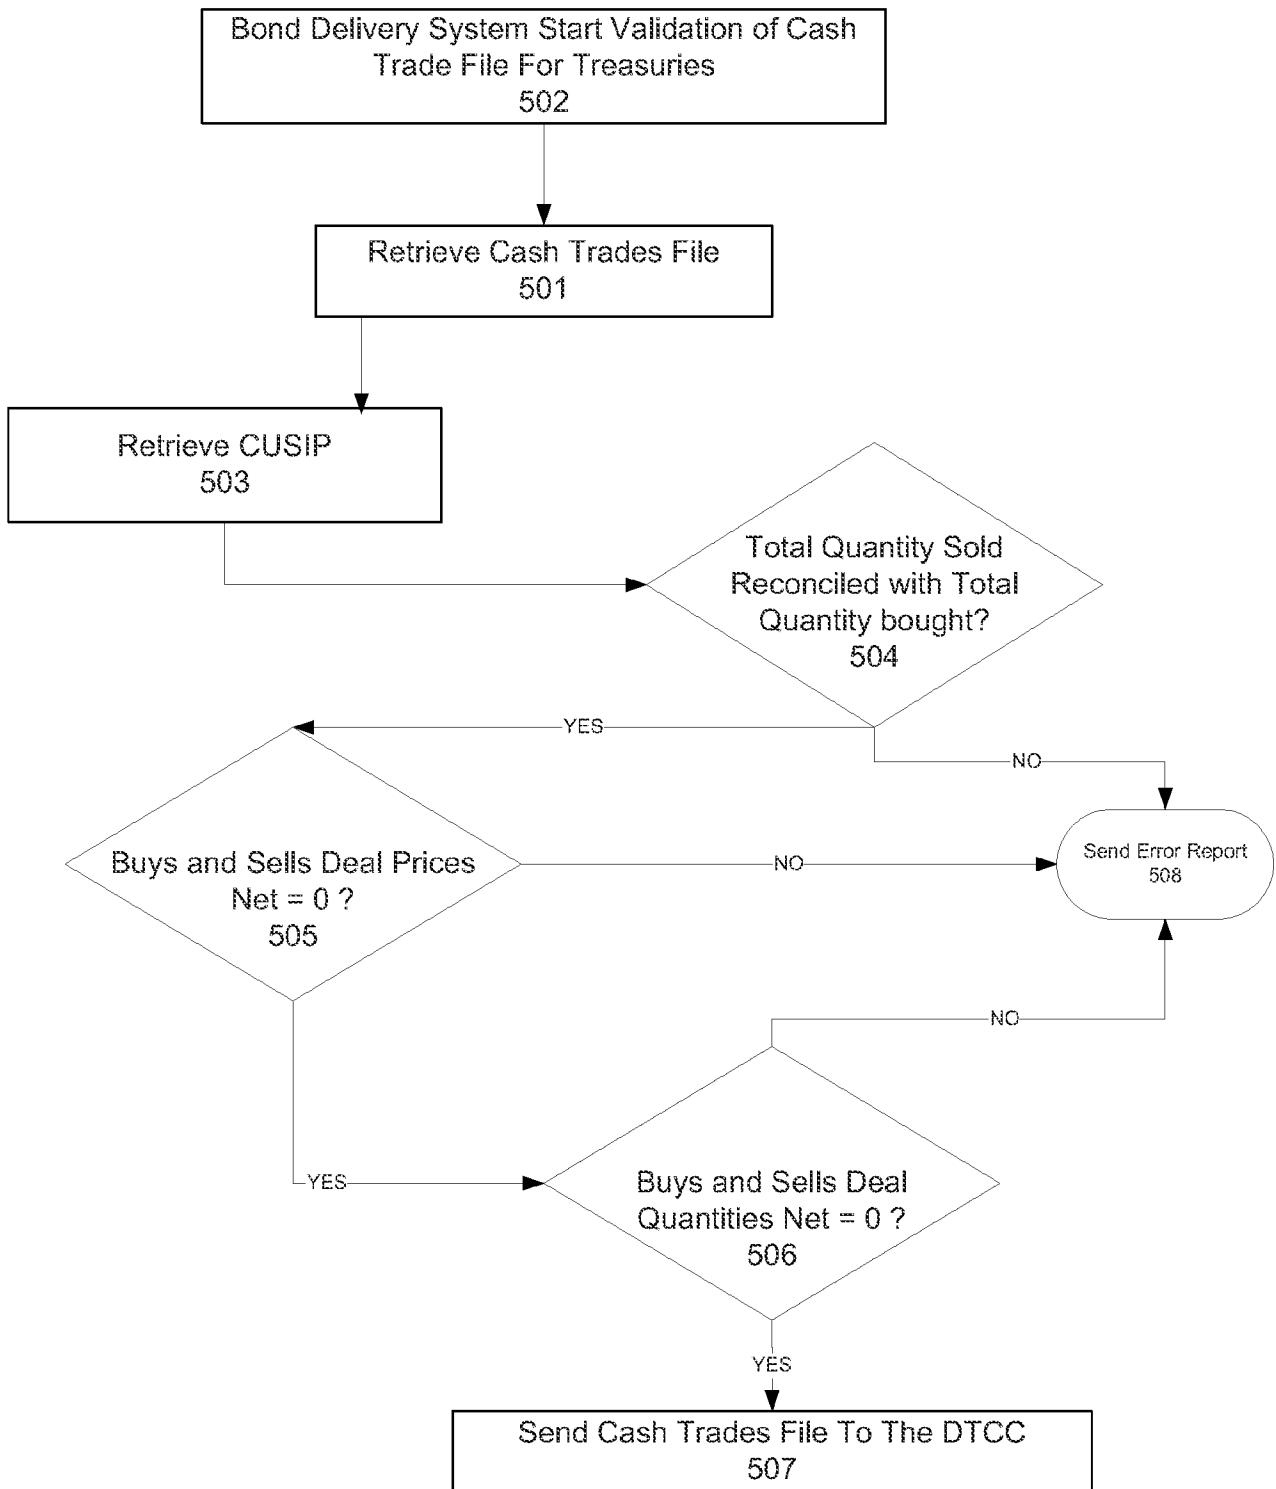 Bond Delivery System Start Validation of Cash
Trade File For Treasuries
502
Retrieve Cash Trades File
501
Retrieve CUSIP
503
Total Quantity Sold
Reconciled with Total
Quantity bought?
504
YES
NO
Buys and Sells Deal Prices
Net = 0 ?
505
NO
Send Error Report
508
NO
YES
Buys and Sells Deal
Quantities Net = 0 ?
506
YES
Send Cash Trades File To The DTCC
507